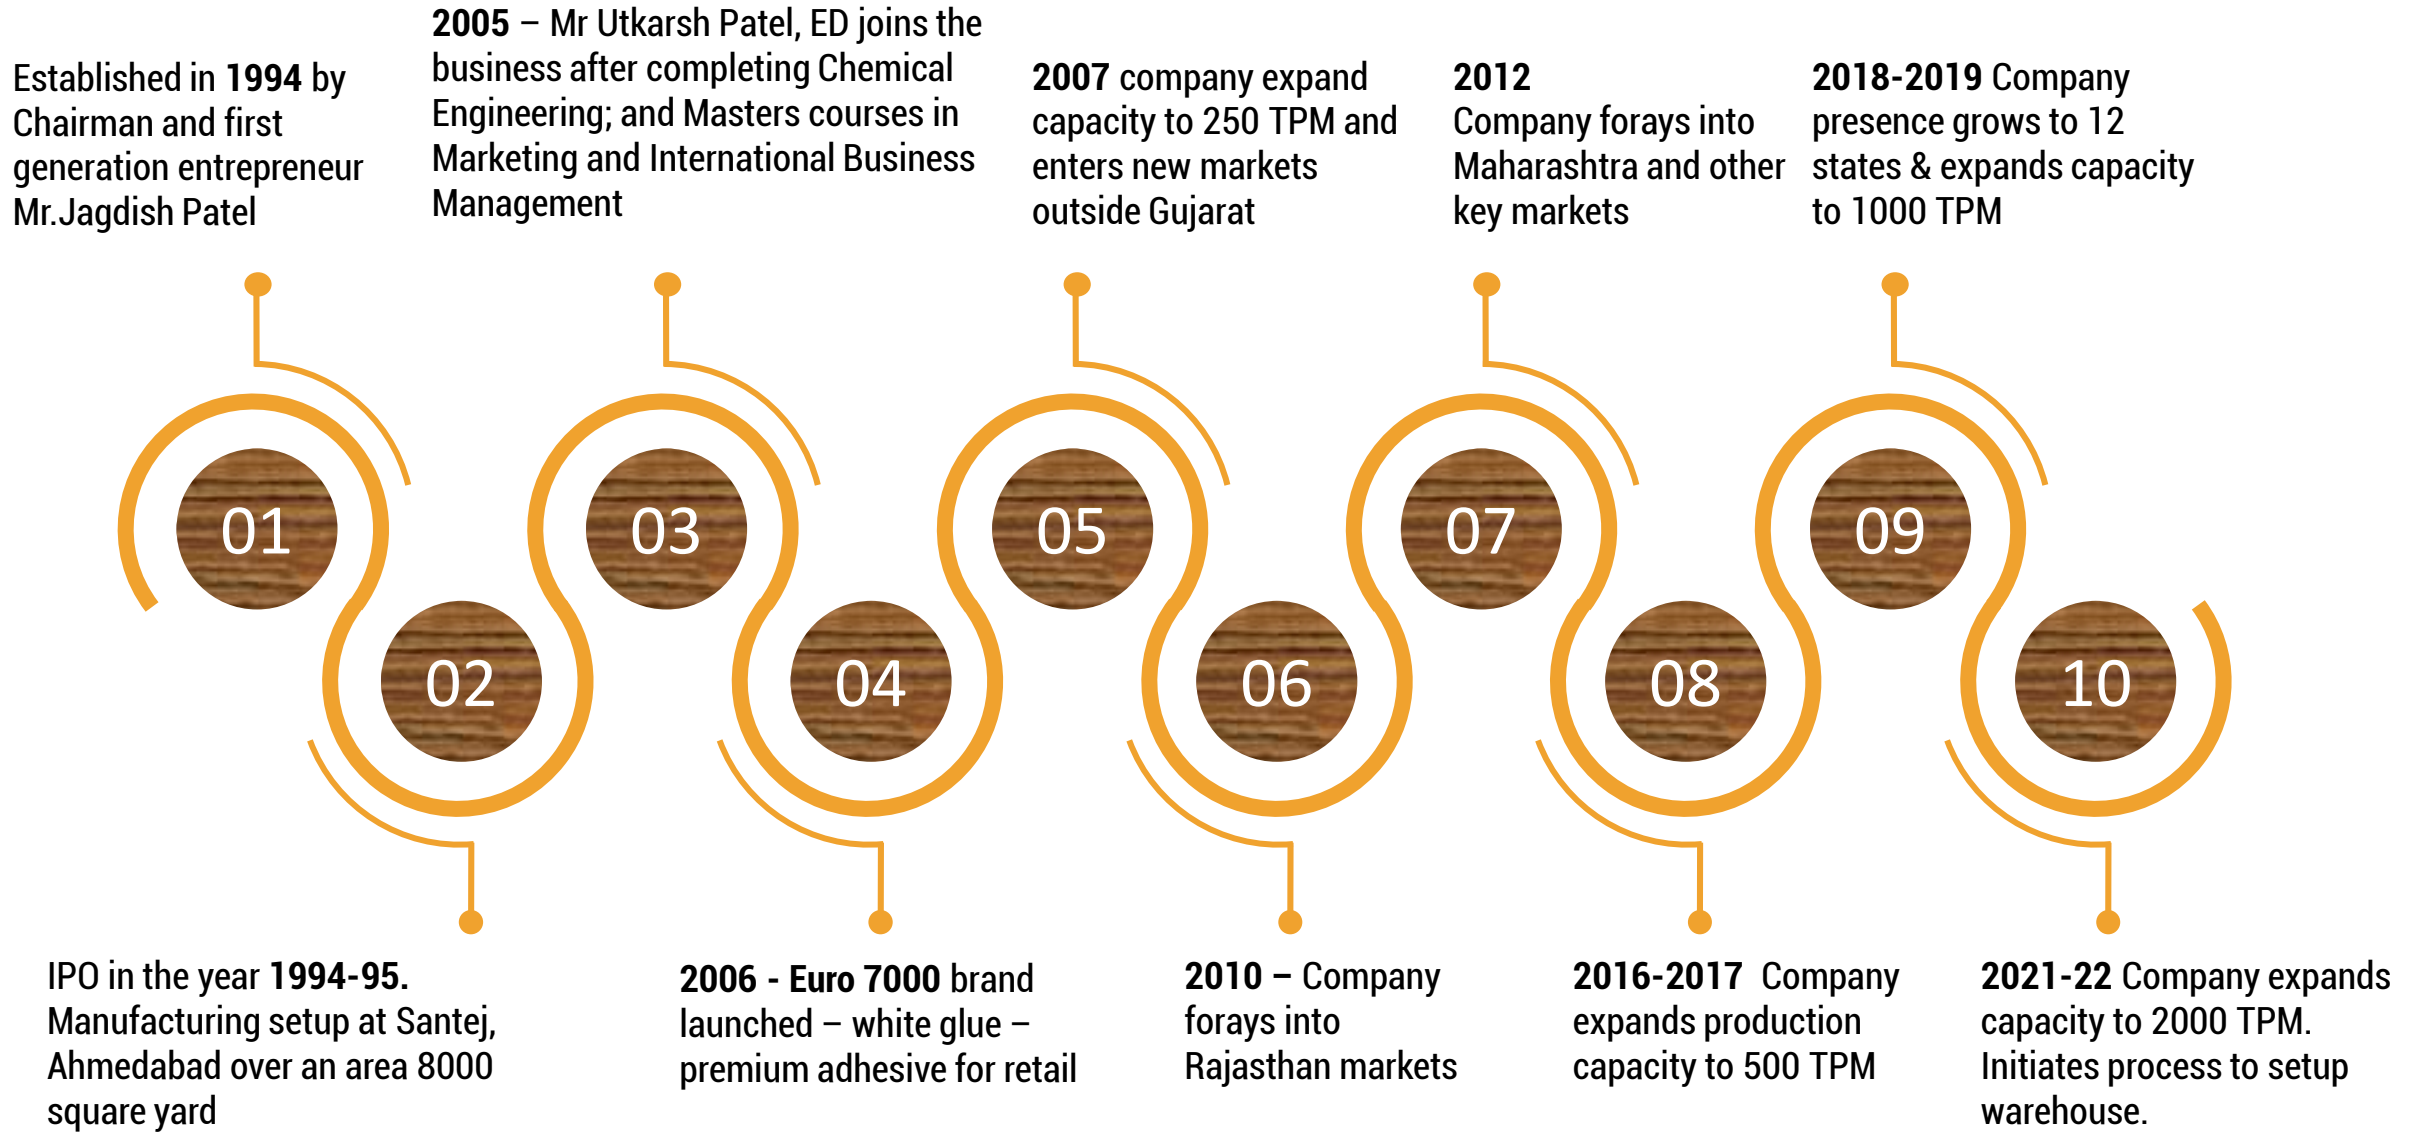 Established in 1994 by
Chairman and first
generation entrepreneur
Mr.Jagdish Patel
2005 – Mr Utkarsh Patel, ED joins the
business after completing Chemical
Engineering; and Masters courses in
Marketing and International Business
Management
2007 company expand
capacity to 250 TPM and
enters new markets
outside Gujarat
2012
Company forays into
Maharashtra and other
key markets
2018-2019 Company
presence grows to 12
states & expands capacity
to 1000 TPM
01
02
03
04
05
06
07
08
09
10
IPO in the year 1994-95.
Manufacturing setup at Santej,
Ahmedabad over an area 8000
square yard
2006 - Euro 7000 brand
launched – white glue –
premium adhesive for retail
2010 – Company
forays into
Rajasthan markets
2016-2017 Company
expands production
capacity to 500 TPM
2021-22 Company expands
capacity to 2000 TPM.
Initiates process to setup
warehouse.